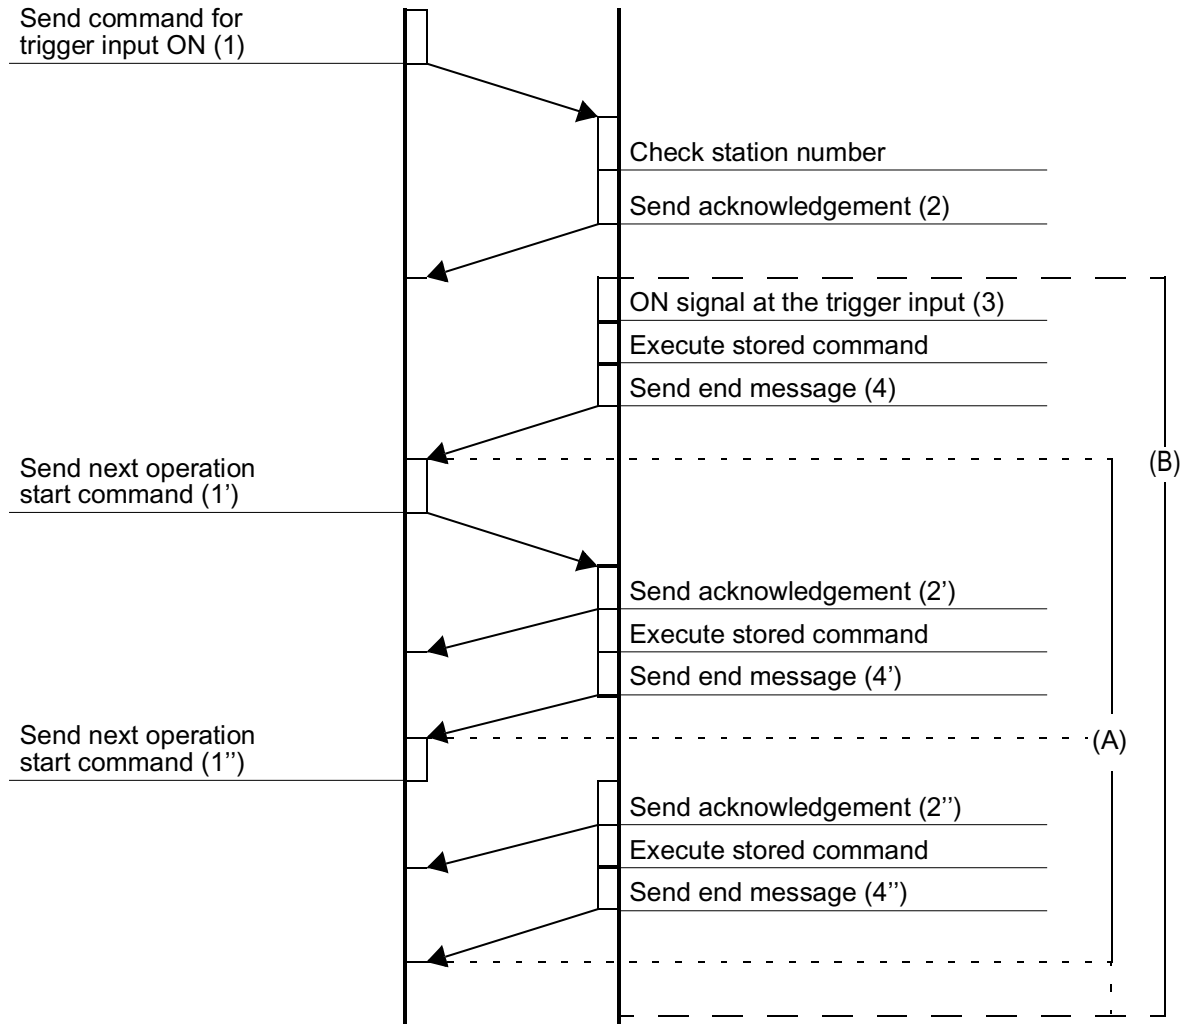 Send command for
trigger input ON (1)
Check station number
Send acknowledgement (2)
ON signal at the trigger input (3)
Execute stored command
Send end message (4)
(B)
Send next operation
start command (1')
Send acknowledgement (2')
Execute stored command
Send end message (4')
Send next operation
start command (1'')
(A)
Send acknowledgement (2'')
Execute stored command
Send end message (4'')